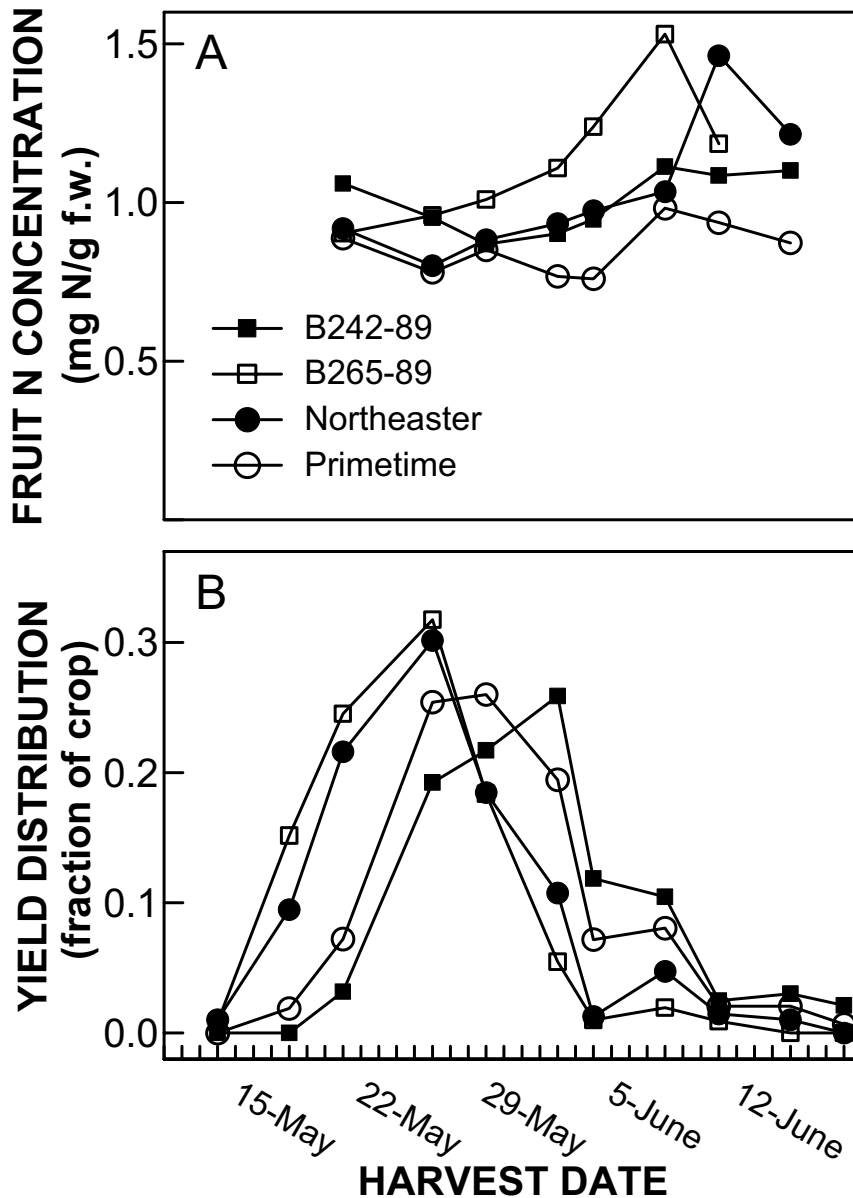 FRUIT N CONCENTRATION
(mg N/g f.w.)
A
1.5
1.0
0.5
B242-89
B265-89
Northeaster
Primetime
YIELD DISTRIBUTION
(fraction of crop)
B
0.3
0.2
0.1
0.0
15-May
22-May
29-May
5-June
12-June
HARVEST DATE